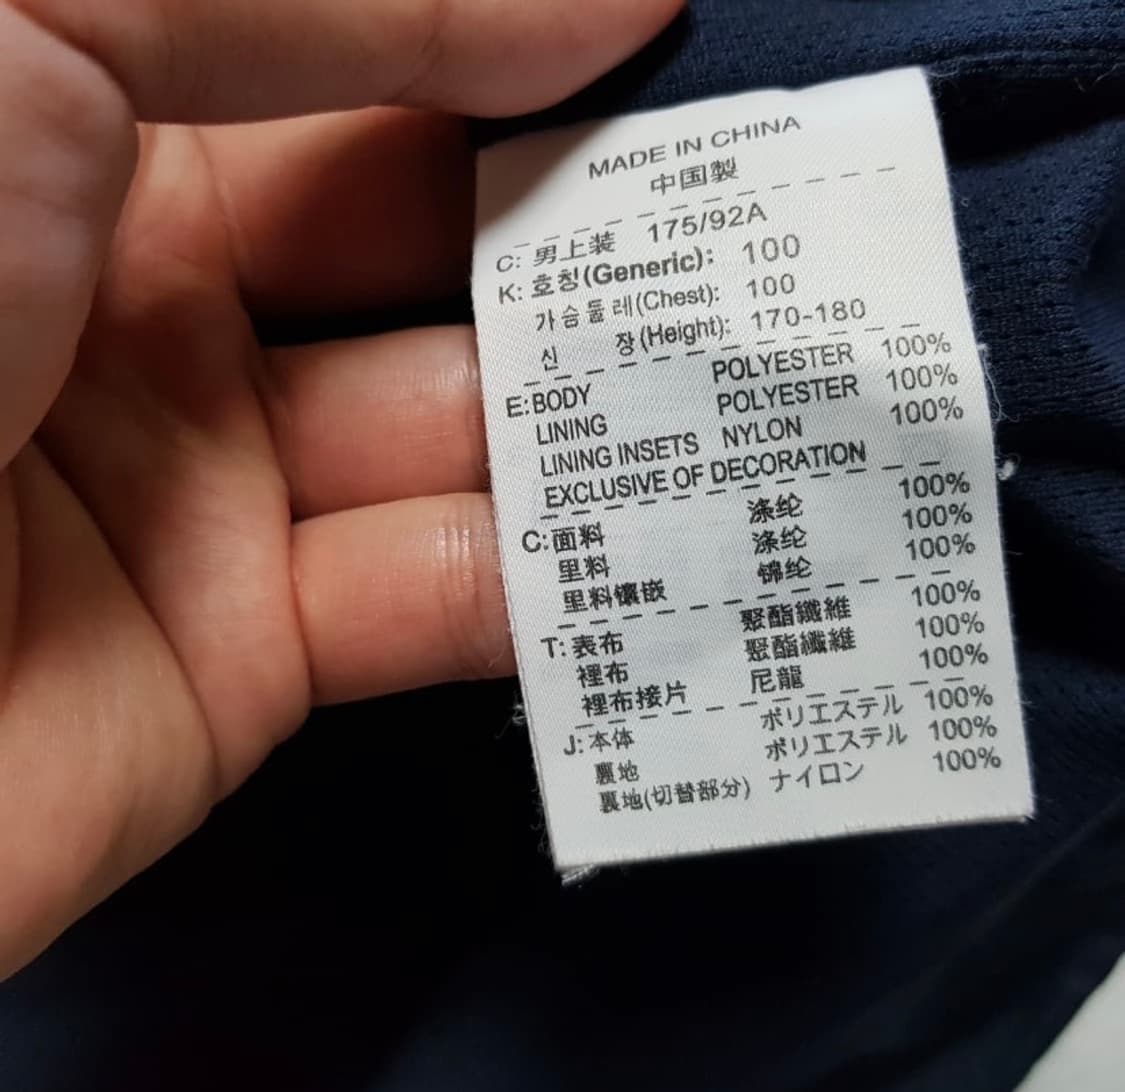 MADE IN CHINA
中国製
C: 男上装 175/92A
K: 호칭(Generic): 100
가슴둘레(Chest): 100
신 장(Height): 170-180
E: BODY POLYESTER 100%
LINING POLYESTER 100%
LINING INSETS NYLON 100%
EXCLUSIVE OF DECORATION
C: 面料 涤纶 100%
里料 涤纶 100%
里料镶嵌 锦纶 100%
T: 表布 聚酯纖維 100%
裡布 聚酯纖維 100%
裡布接片 尼龍 100%
J: 本体 ポリエステル 100%
裏地 ポリエステル 100%
裏地(切替部分) ナイロン 100%